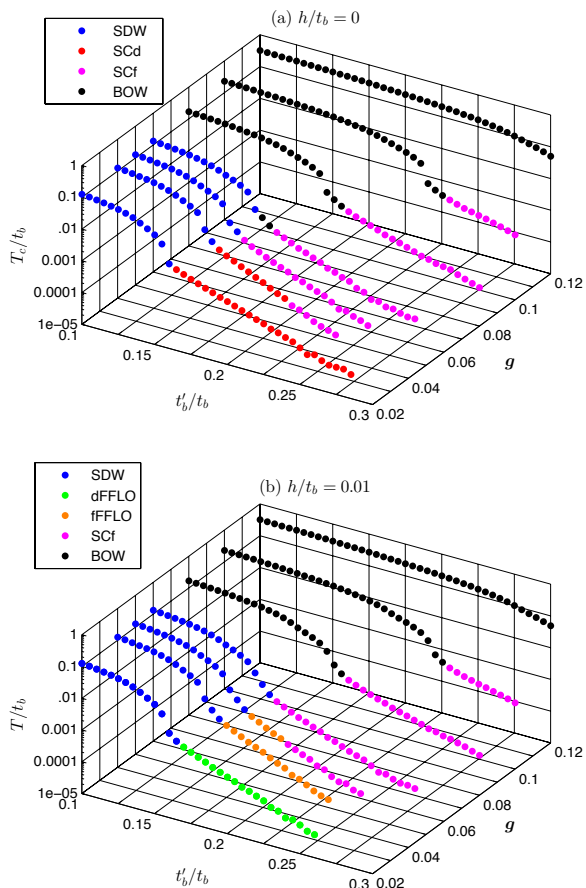 (a) h/t_b = 0
SDW
SCd
SCf
BOW
1
0.1
.01
0.001
0.0001
1e−05
T_c/t_b
0.1
0.15
0.2
0.25
0.3
t′_b/t_b
0.02
0.04
0.06
0.08
0.1
0.12
g
(b) h/t_b = 0.01
SDW
dFFLO
fFFLO
SCf
BOW
1
0.1
.01
0.001
0.0001
1e−05
T/t_b
0.1
0.15
0.2
0.25
0.3
t′_b/t_b
0.02
0.04
0.06
0.08
0.1
0.12
g